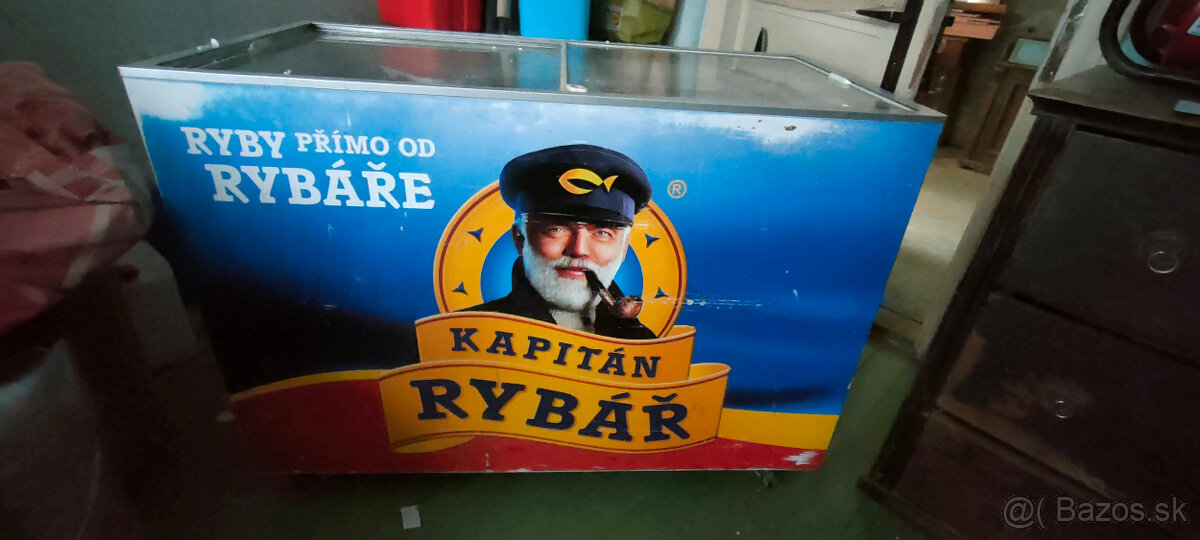 RYBY PŘÍMO OD
RYBÁŘE
®
KAPITÁN
RYBÁŘ
@( Bazos.sk